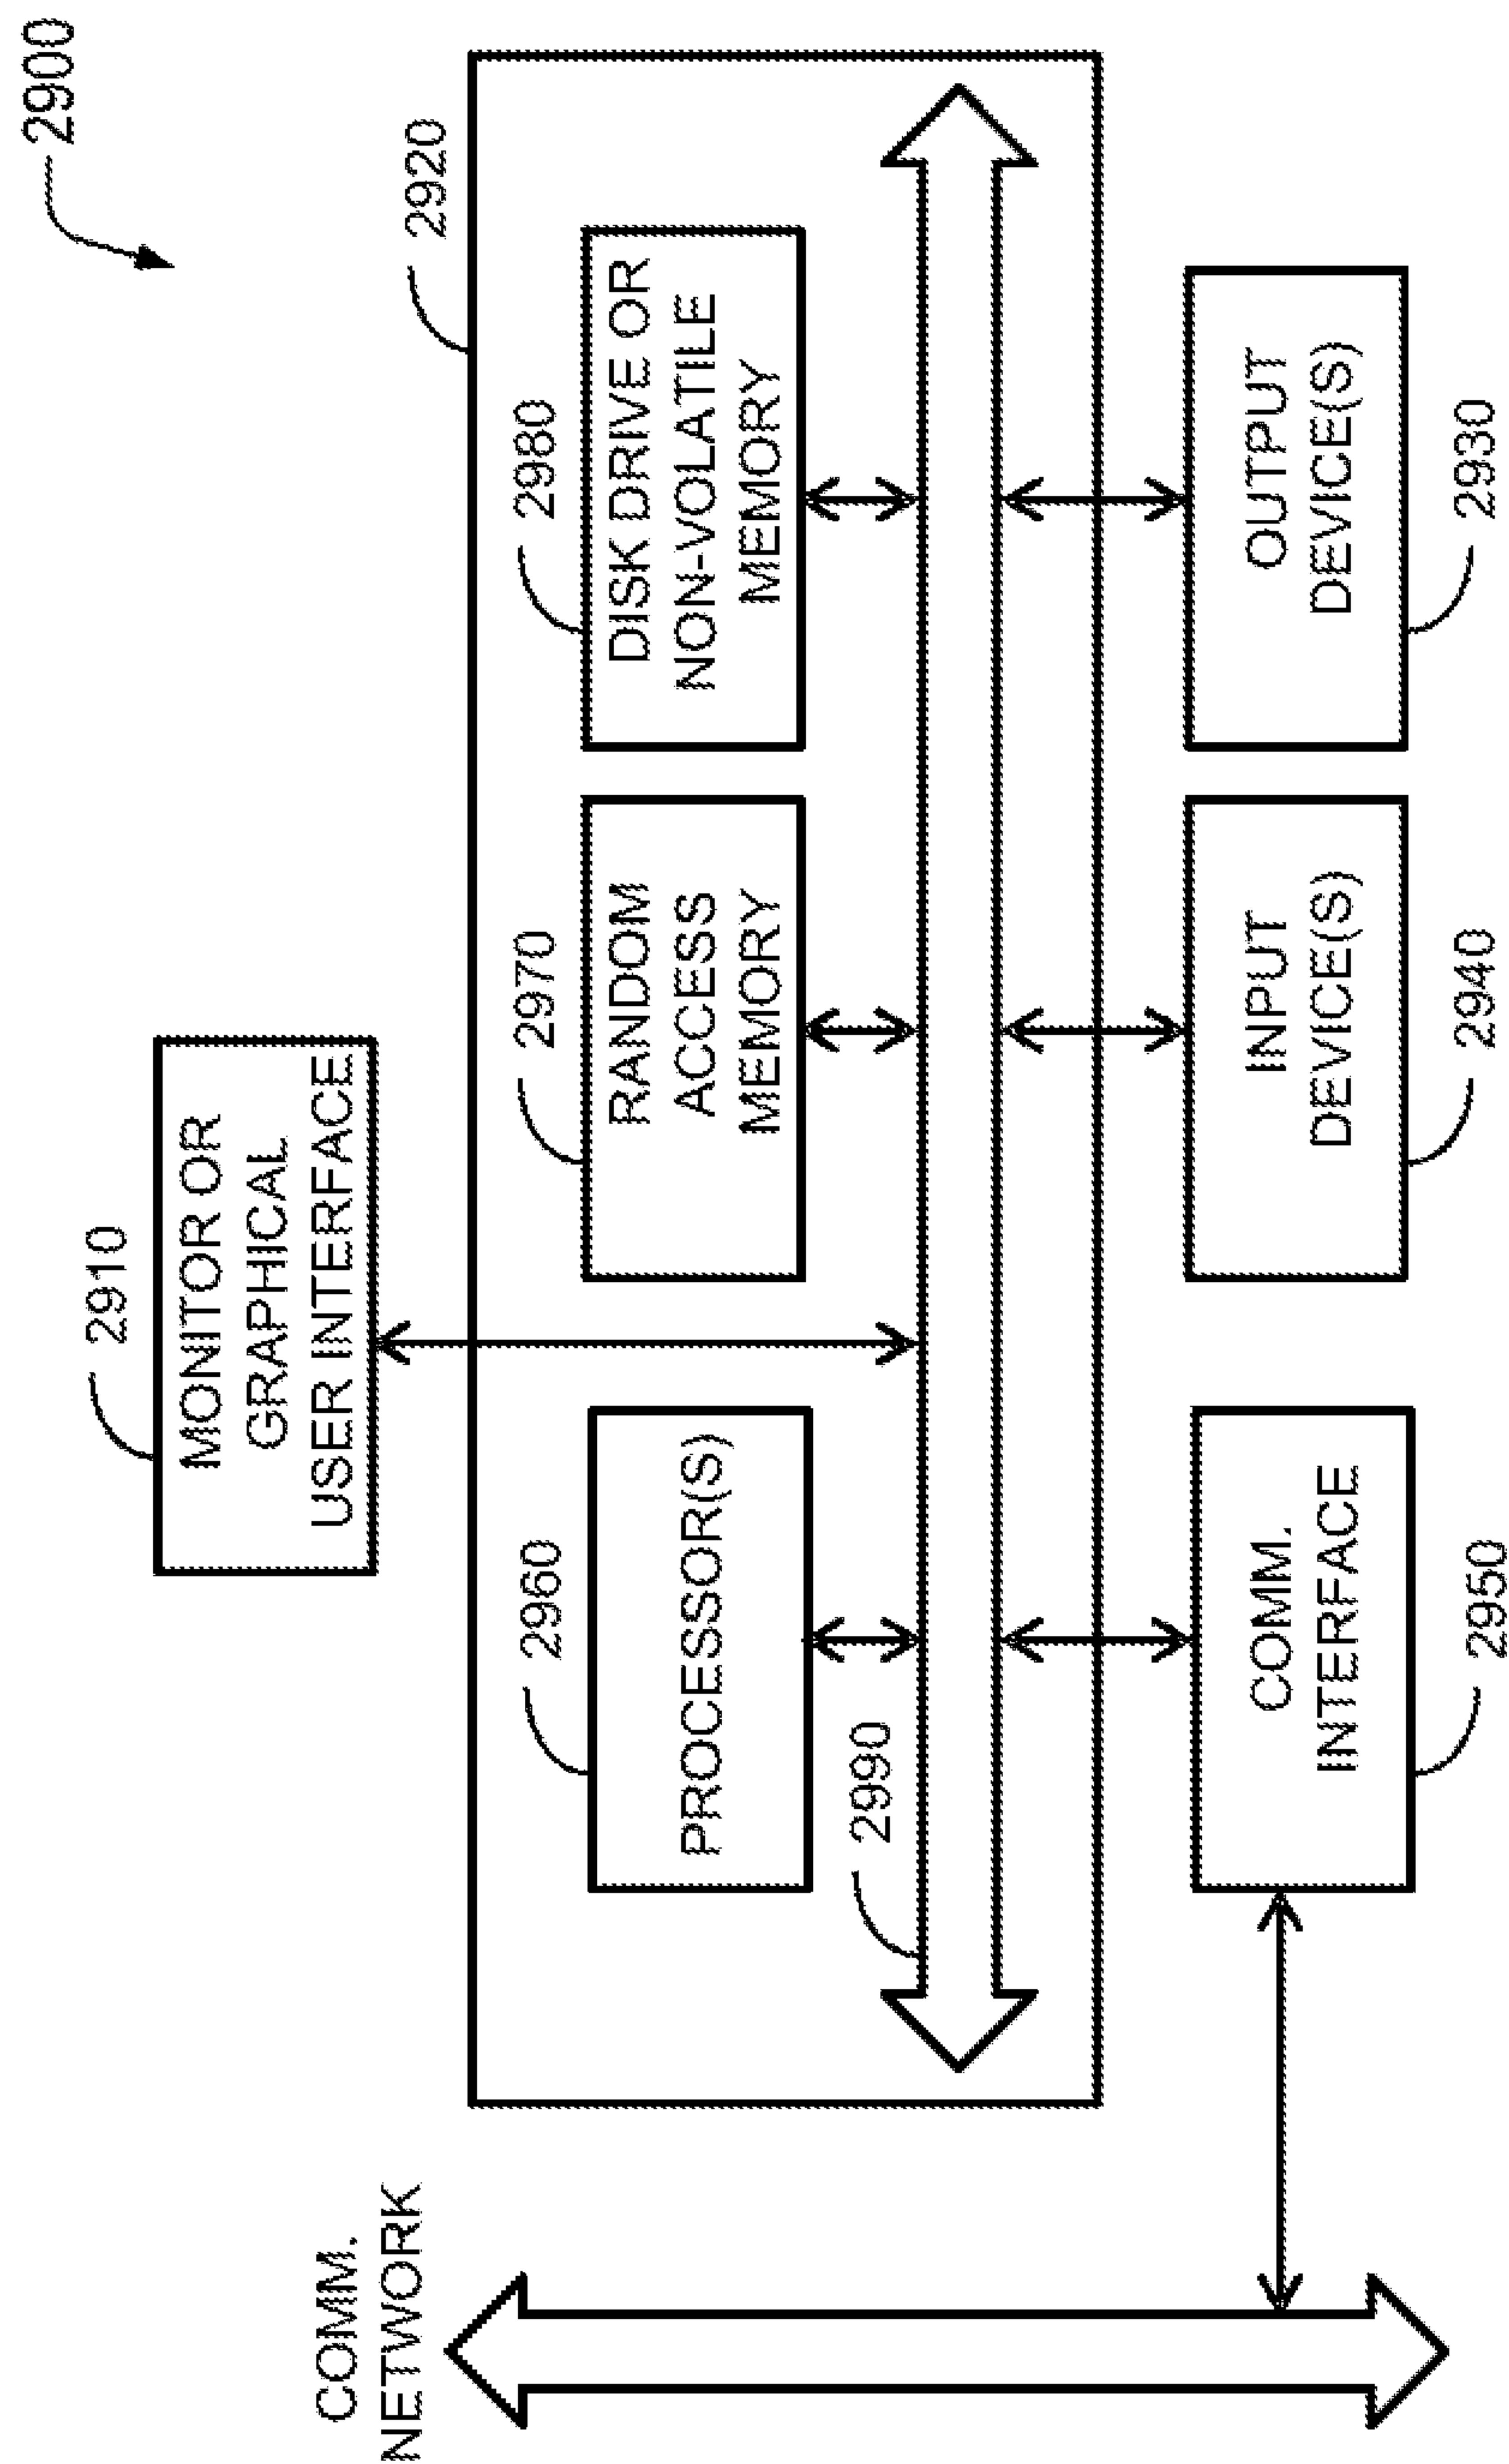 2900
2910
MONITOR OR
GRAPHICAL
USER INTERFACE
2920
COMM.
NETWORK
2960
PROCESSOR(S)
2970
RANDOM
ACCESS
MEMORY
2980
DISK DRIVE OR
NON-VOLATILE
MEMORY
2990
COMM.
INTERFACE
2950
INPUT
DEVICE(S)
2940
OUTPUT
DEVICE(S)
2930